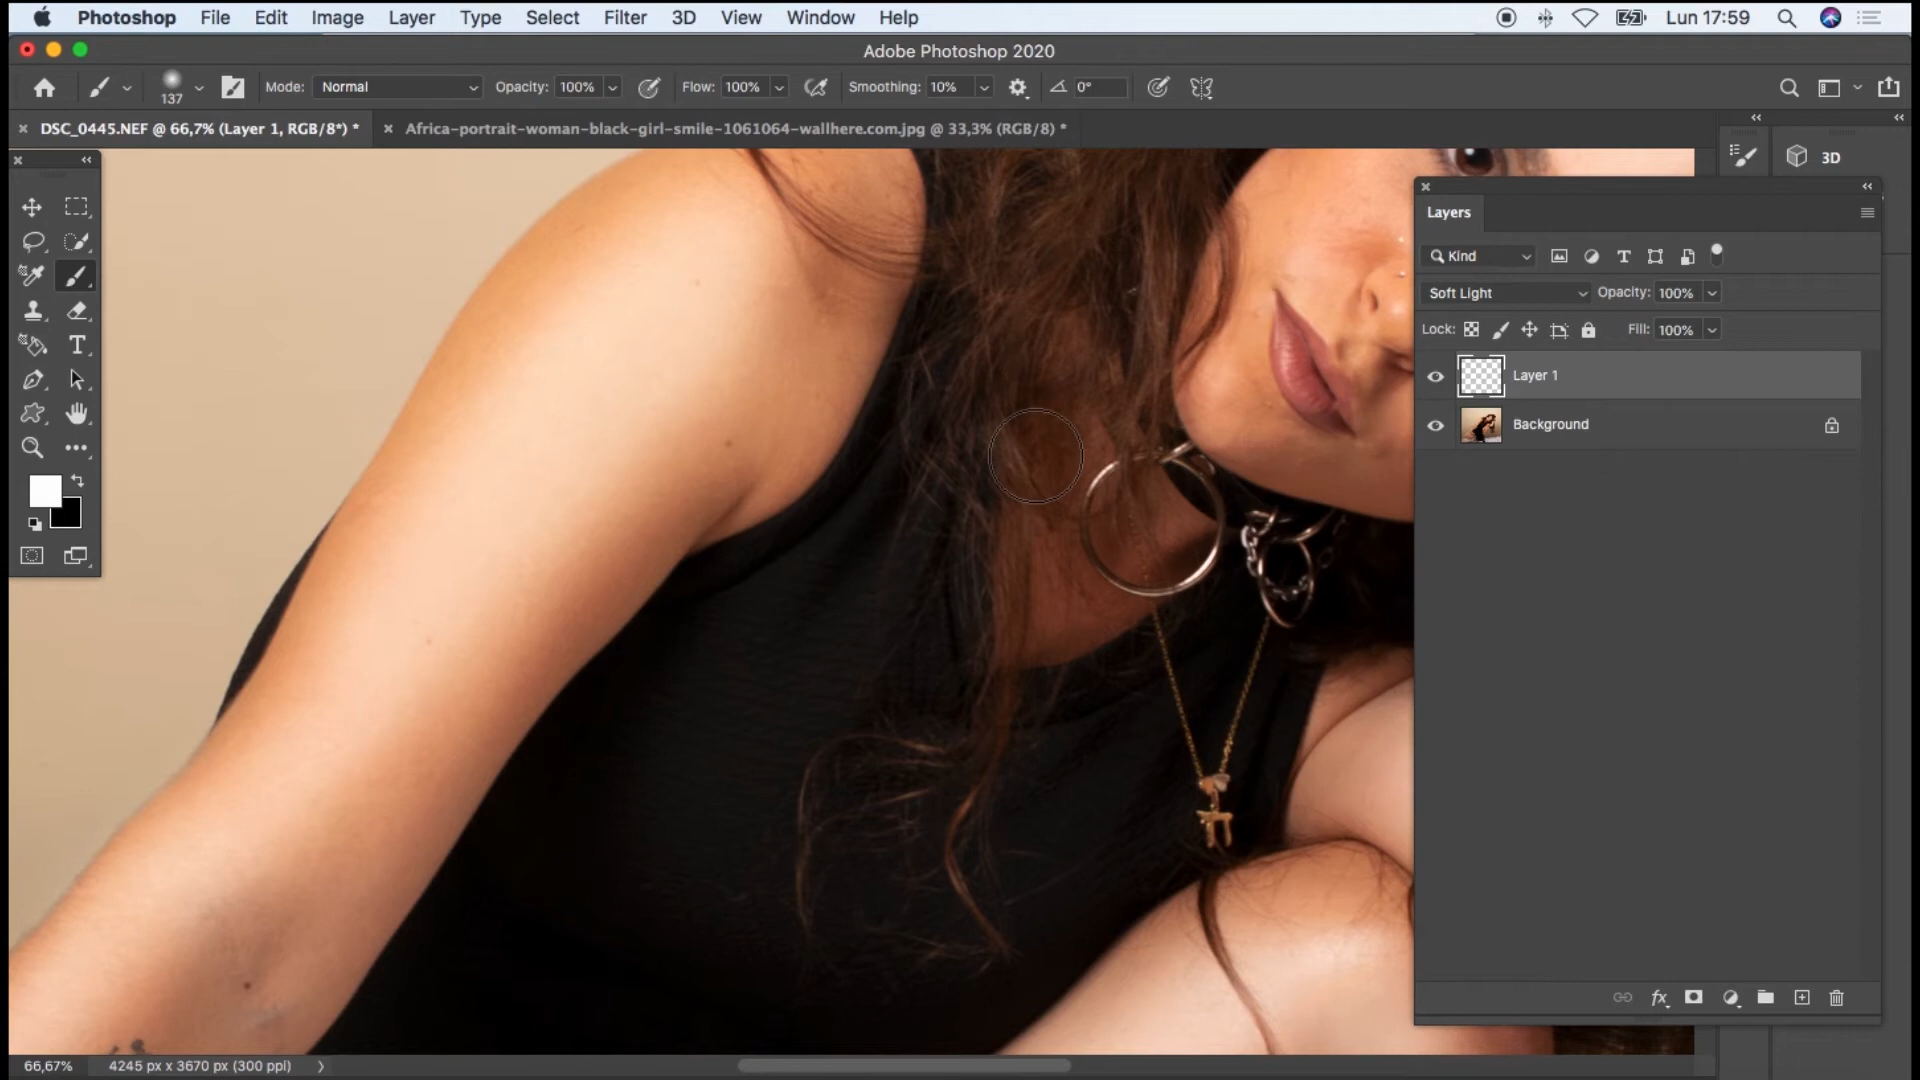 Photoshop File Edit Image Layer Type Select Filter 3D View Window Help Lun 17:59
Adobe Photoshop 2020
137 Mode: Normal Opacity: 100% Flow: 100% Smoothing: 10% 0°
DSC_0445.NEF @ 66,7% (Layer 1, RGB/8*) * Africa-portrait-woman-black-girl-smile-1061064-wallhere.com.jpg @ 33,3% (RGB/8) *
3D
Layers
Kind
Soft Light Opacity: 100%
Lock: Fill: 100%
Layer 1
Background
66,67% 4245 px x 3670 px (300 ppi)